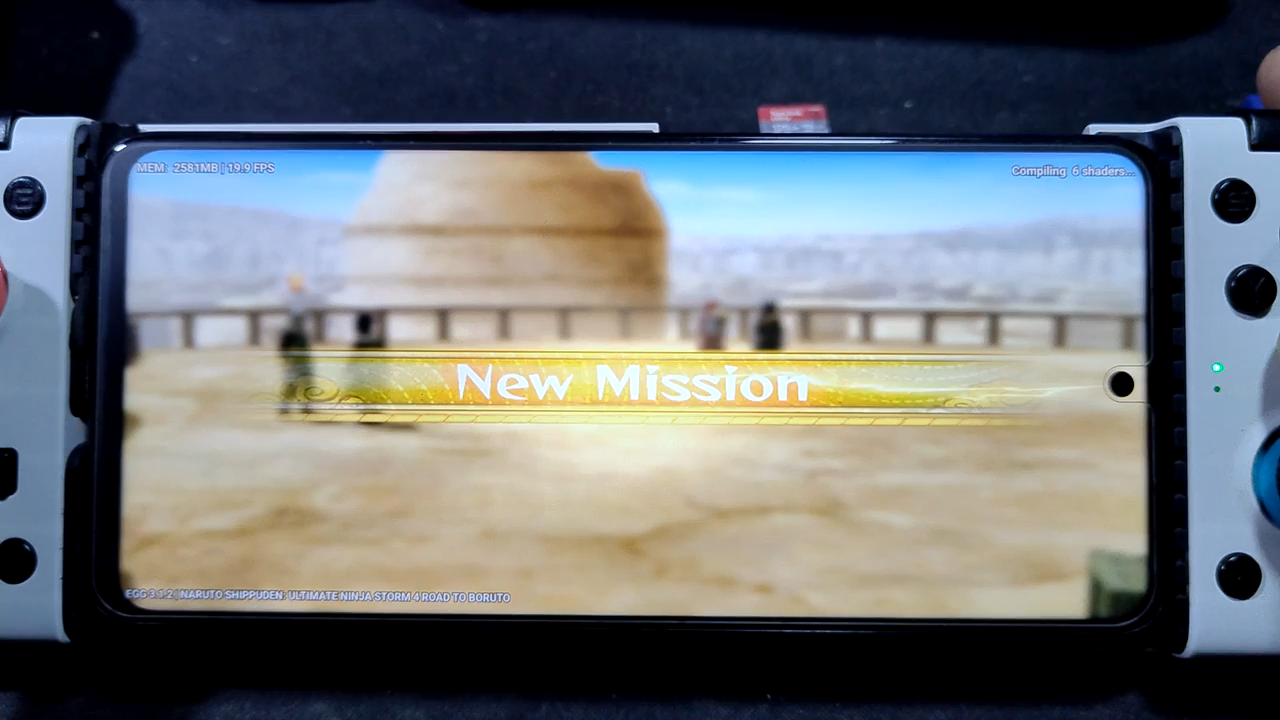 MEM: 2581MB | 19.9 FPS
Compiling 6 shaders...
New Mission
EGG 3.1.2 | NARUTO SHIPPUDEN: ULTIMATE NINJA STORM 4 ROAD TO BORUTO